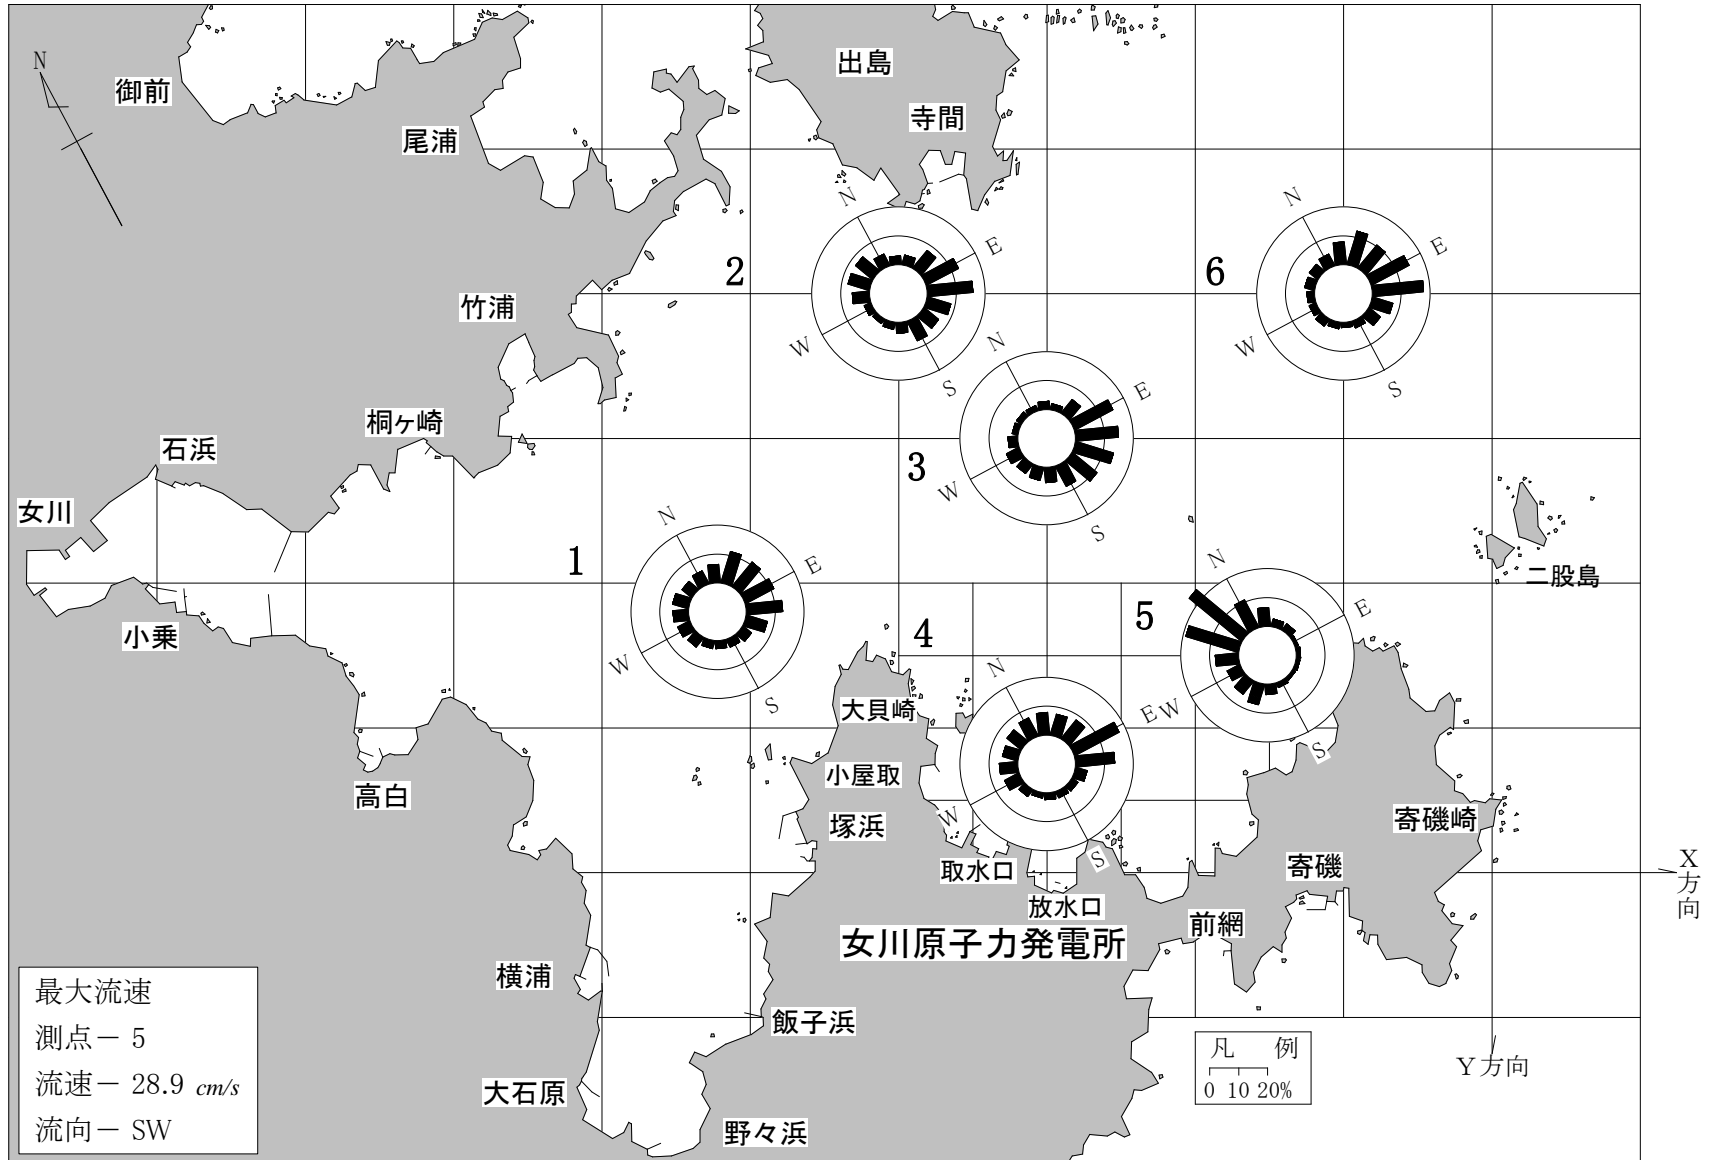 N
御前
尾浦
出島
寺間
竹浦
桐ヶ崎
石浜
女川
小乗
高白
横浦
大石原
野々浜
飯子浜
塚浜
小屋取
大貝崎
取水口
放水口
女川原子力発電所
前網
寄磯
寄磯崎
二股島
1
N
E
S
W
2
N
E
S
W
3
N
E
S
W
4
N
E
S
W
5
N
E
S
W
6
N
E
S
W
X方向
Y方向
凡 例
0 10 20%
最大流速
測点－ 5
流速－ 28.9 cm/s
流向－ SW